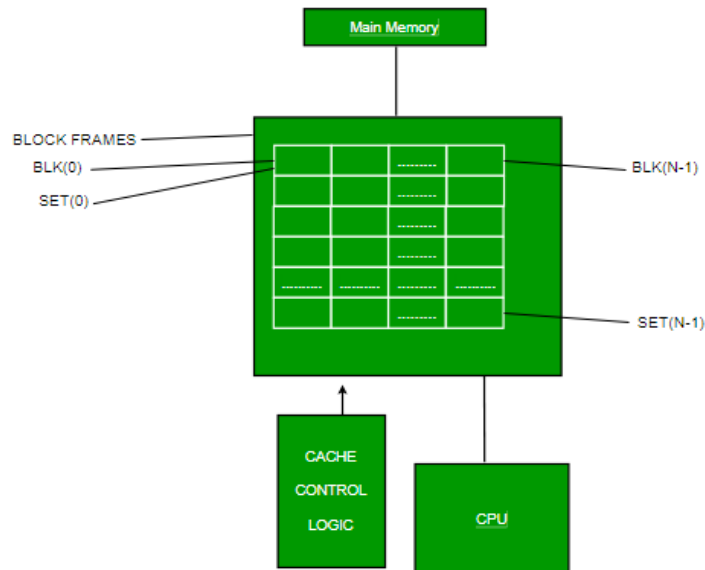 Main Memory
BLOCK FRAMES
BLK(0)
BLK(N-1)
SET(0)
SET(N-1)
CACHE
CONTROL
LOGIC
CPU